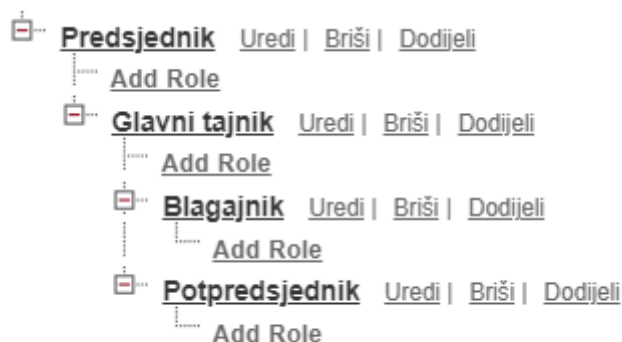 Predsjednik Uredi | Briši | Dodijeli
Add Role
Glavni tajnik Uredi | Briši | Dodijeli
Add Role
Blagajnik Uredi | Briši | Dodijeli
Add Role
Potpredsjednik Uredi | Briši | Dodijeli
Add Role